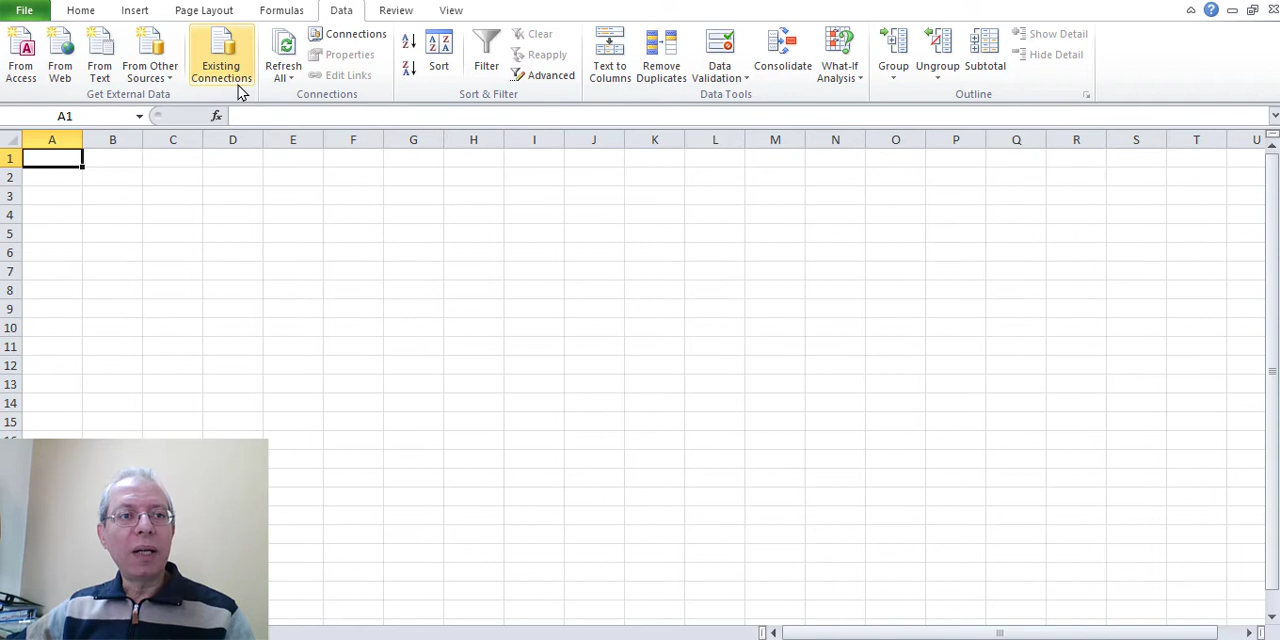 File Home Insert Page Layout Formulas Data Review View
From Access
From Web
From Text
From Other Sources
Existing Connections
Get External Data
Refresh All
Connections
Properties
Edit Links
Connections
Sort
Filter
Clear
Reapply
Advanced
Sort & Filter
Text to Columns
Remove Duplicates
Data Validation
Consolidate
What-If Analysis
Data Tools
Group
Ungroup
Subtotal
Show Detail
Hide Detail
Outline
A1 fx
A B C D E F G H I J K L M N O P Q R S T U
1
2
3
4
5
6
7
8
9
10
11
12
13
14
15